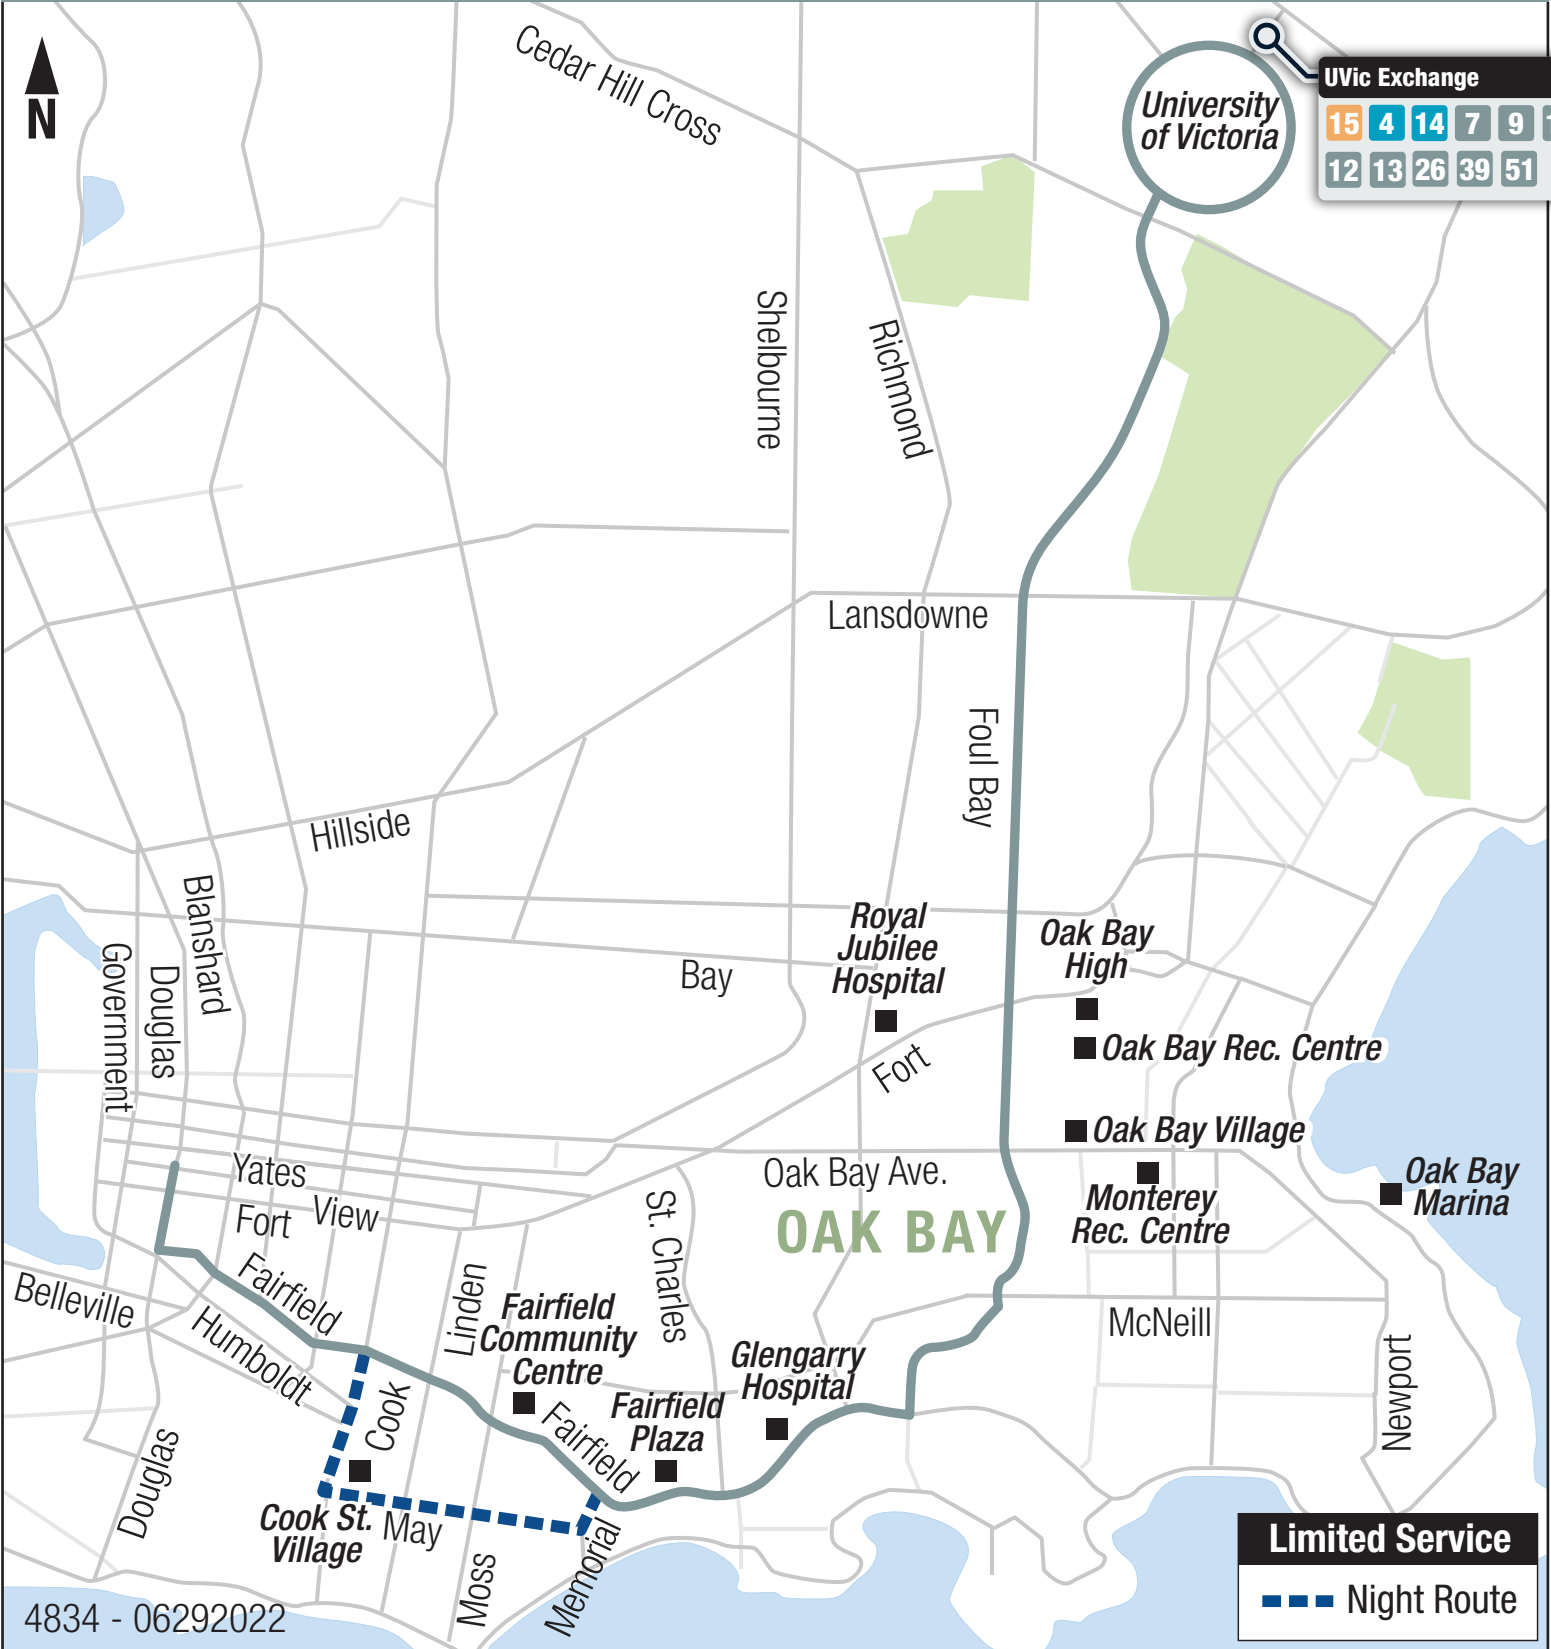 N
Cedar Hill Cross
University
of Victoria
UVic Exchange
15 4 14 7 9
12 13 26 39 51
Shelbourne
Richmond
Lansdowne
Foul Bay
Hillside
Blanshard
Government
Douglas
Bay
Royal
Jubilee
Hospital
Oak Bay
High
Oak Bay Rec. Centre
Fort
Oak Bay Village
Oak Bay Ave.
OAK BAY
Monterey
Rec. Centre
Oak Bay
Marina
Yates
View
Fort
St. Charles
Fairfield
Belleville
Humboldt
Linden
Fairfield
Community
Centre
McNeill
Newport
Glengarry
Hospital
Fairfield
Plaza
Cook
Fairfield
Douglas
Cook St.
Village
May
Moss
Memorial
Limited Service
Night Route
4834 - 06292022